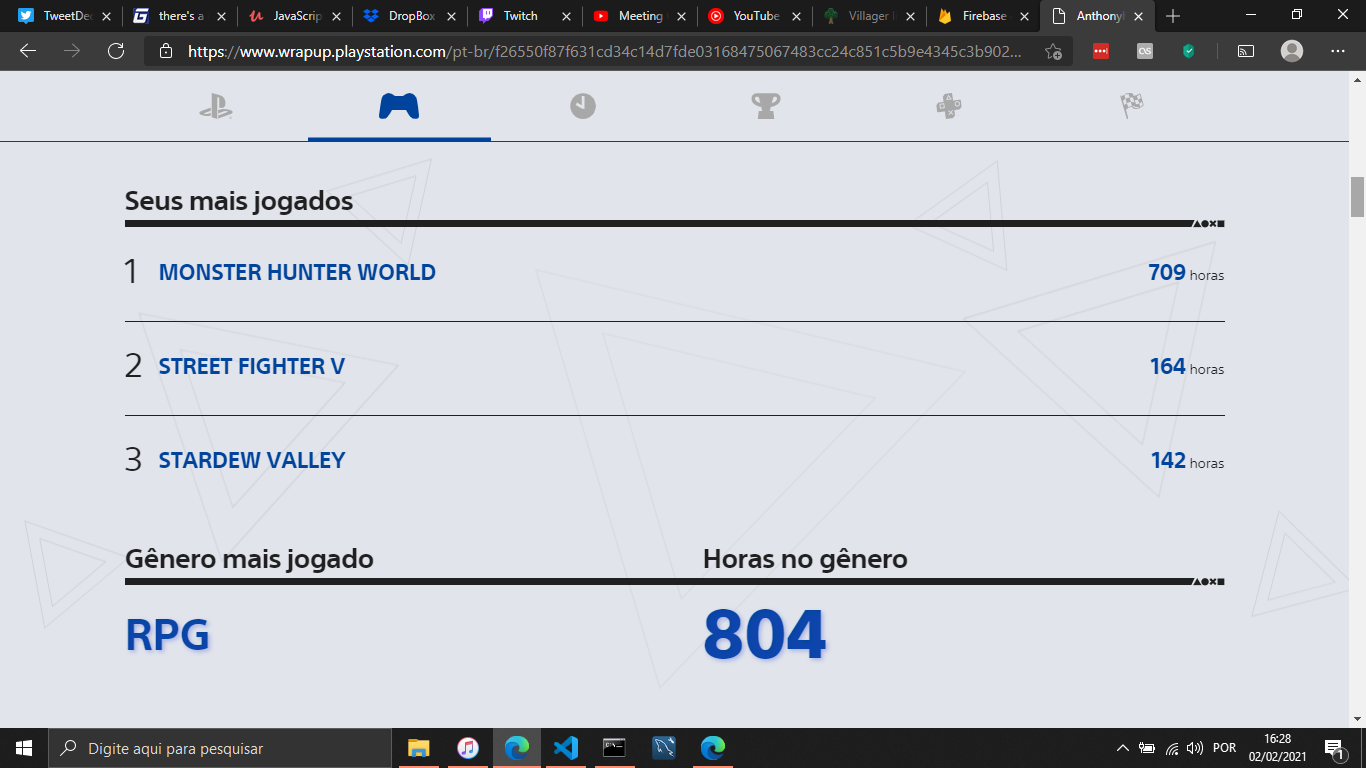 TweetDec
there's a
JavaScrip
DropBox
Twitch
Meeting
YouTube
Villager
Firebase
Anthonyl
https://www.wrapup.playstation.com/pt-br/f26550f87f631cd34c14d7fde03168475067483cc24c851c5b9e4345c3b902...
Seus mais jogados
1 MONSTER HUNTER WORLD 709 horas
2 STREET FIGHTER V 164 horas
3 STARDEW VALLEY 142 horas
Gênero mais jogado Horas no gênero
RPG 804
Digite aqui para pesquisar
POR
16:28
02/02/2021
1